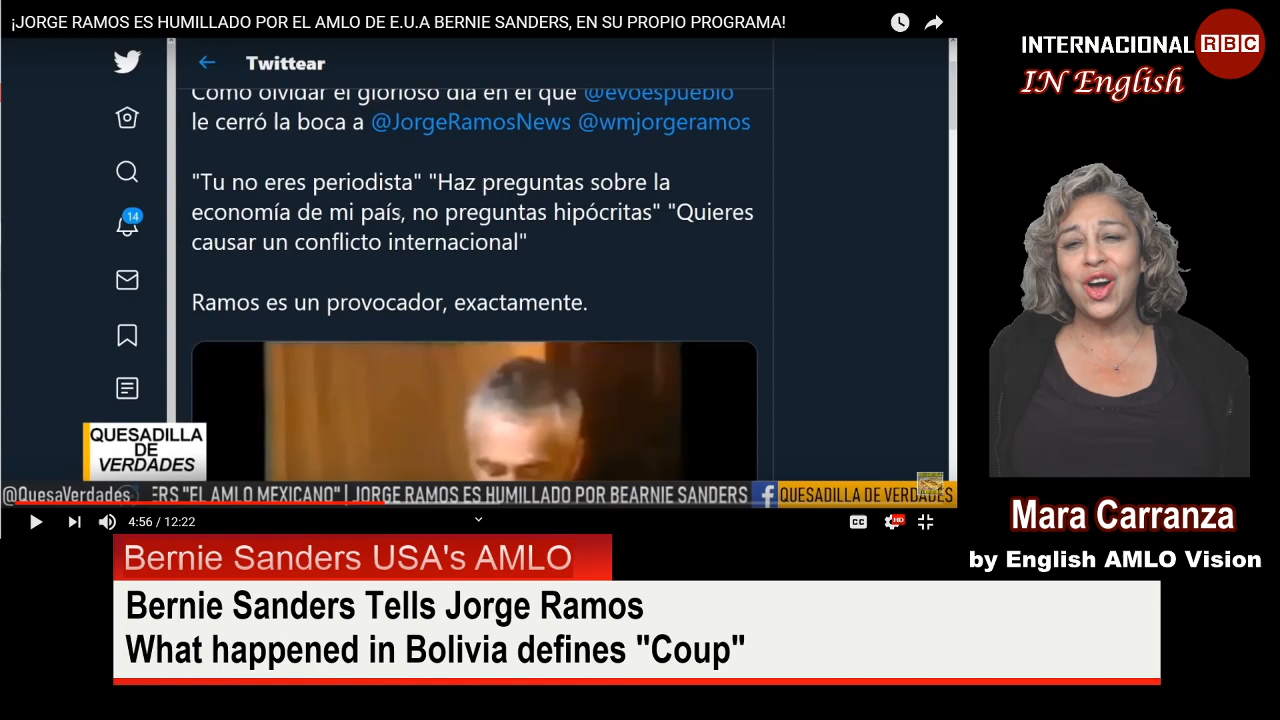 ¡JORGE RAMOS ES HUMILLADO POR EL AMLO DE E.U.A BERNIE SANDERS, EN SU PROPIO PROGRAMA!
INTERNACIONAL RBC
IN English
Twittear
Como olvidar el glorioso día en el que @evoespueblo
le cerró la boca a @JorgeRamosNews @wmjorgeramos
"Tu no eres periodista" "Haz preguntas sobre la
economía de mi país, no preguntas hipócritas" "Quieres
causar un conflicto internacional"
Ramos es un provocador, exactamente.
14
QUESADILLA
DE
VERDADES
@QuesaVerdades ERS "EL AMLO MEXICANO" | JORGE RAMOS ES HUMILLADO POR BEARNIE SANDERS f QUESADILLA DE VERDADES
4:56 / 12:22
CC
HD
Mara Carranza
by English AMLO Vision
Bernie Sanders USA's AMLO
Bernie Sanders Tells Jorge Ramos
What happened in Bolivia defines "Coup"